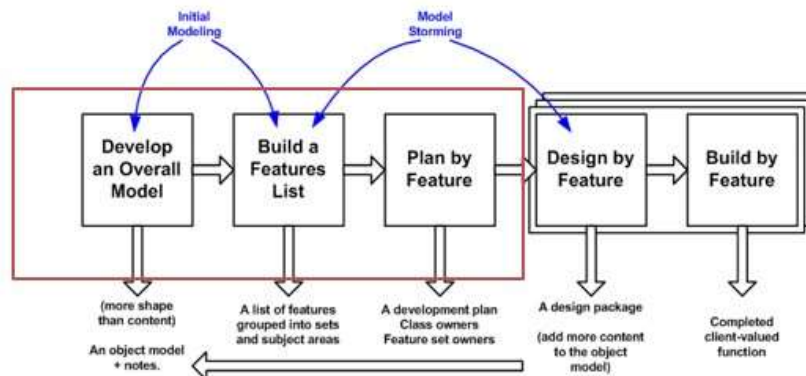 Initial
Modeling
Model
Storming
Develop
an Overall
Model
Build a
Features
List
Plan by
Feature
Design by
Feature
Build by
Feature
(more shape
than content)
An object model
+ notes.
A list of features
grouped into sets
and subject areas
A development plan
Class owners
Feature set owners
A design package
(add more content
to the object
model)
Completed
client-valued
function